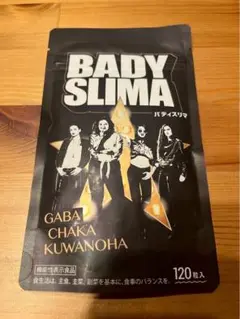 BADY
SLIMA
バディスリマ
GABA
CHAKA
KUWANOHA
機能性表示食品
120粒入
食生活は、主食、主菜、副菜を基本に、食事のバランスを。